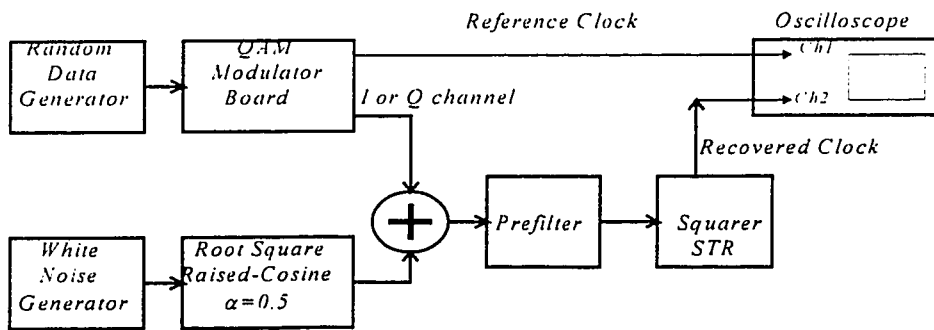 Reference Clock
Oscilloscope
Random
Data
Generator
QAM
Modulator
Board
Ch1
I or Q channel
Ch2
Recovered Clock
Prefilter
Squarer
STR
White
Noise
Generator
Root Square
Raised-Cosine
α=0.5